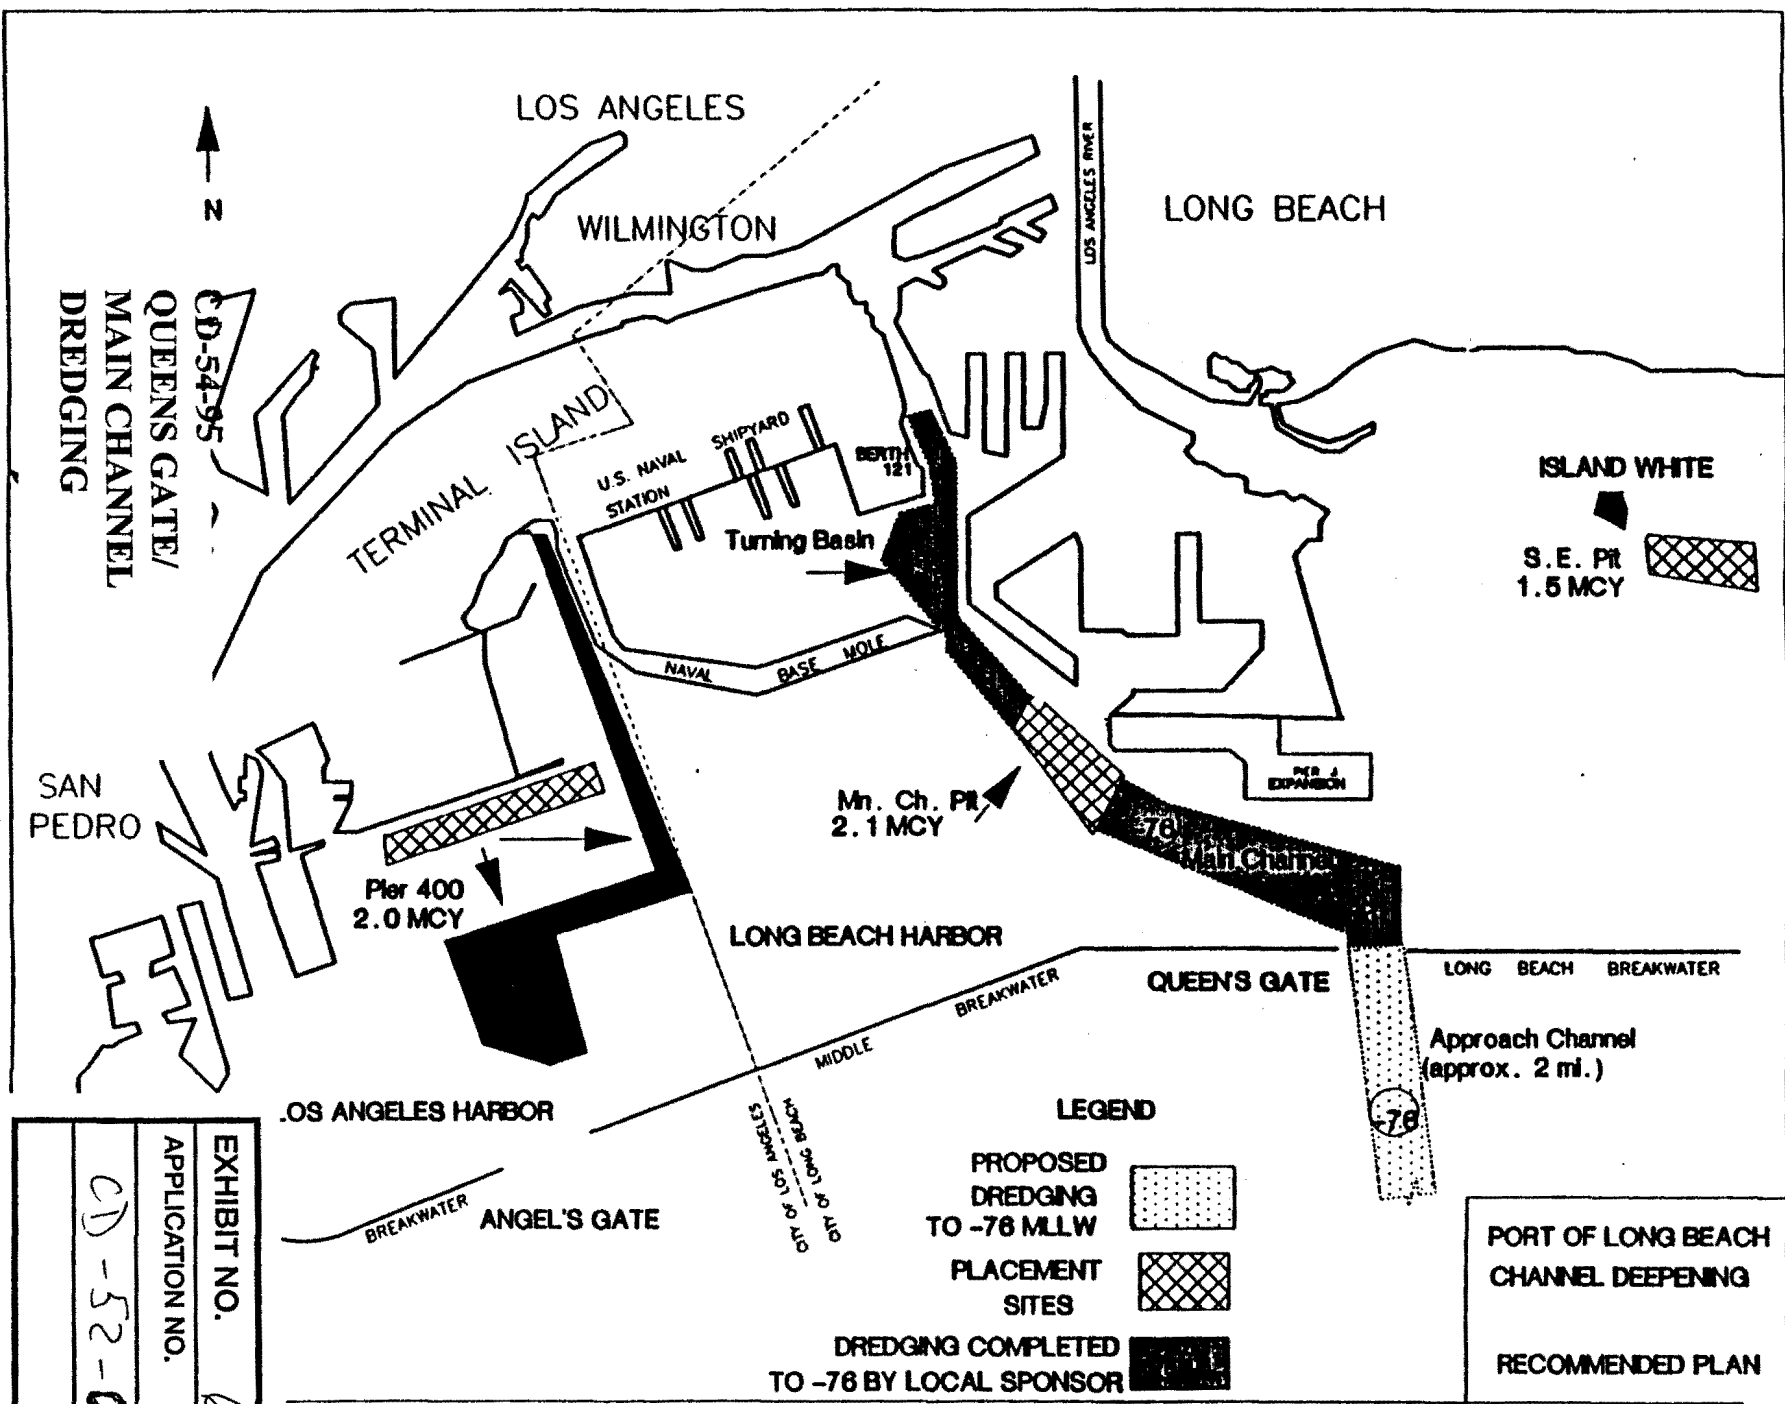 LOS ANGELES
N
WILMINGTON
LOS ANGELES RIVER
LONG BEACH
CD-54-95
QUEENS GATE/
MAIN CHANNEL
DREDGING
TERMINAL ISLAND
U.S. NAVAL SHIPYARD
STATION
BERTH
121
Turning Basin
ISLAND WHITE
S.E. Pit
1.5 MCY
NAVAL BASE MOLE
SAN
PEDRO
Pier 400
2.0 MCY
Mn. Ch. Pit
2.1 MCY
PIER J
EXPANSION
-76
Main Channel
LONG BEACH HARBOR
QUEEN'S GATE
LONG BEACH BREAKWATER
MIDDLE BREAKWATER
Approach Channel
(approx. 2 mi.)
-76
CITY OF LONG BEACH
CITY OF LOS ANGELES
.OS ANGELES HARBOR
BREAKWATER
ANGEL'S GATE
LEGEND
PROPOSED
DREDGING
TO -76 MLLW
PLACEMENT
SITES
DREDGING COMPLETED
TO -76 BY LOCAL SPONSOR
PORT OF LONG BEACH
CHANNEL DEEPENING
RECOMMENDED PLAN
EXHIBIT NO.
APPLICATION NO.
CD-52-